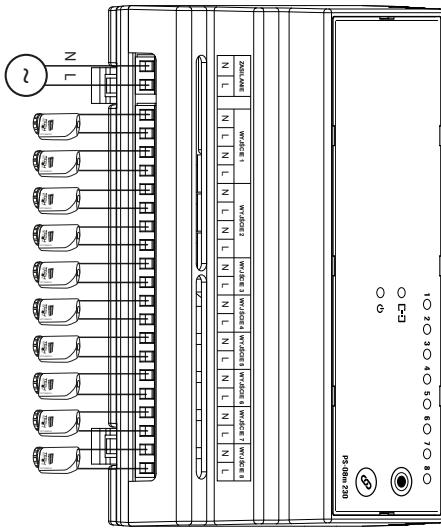 N
L
~
ZASILANE
N L
WYJŚCIE 1
N L N L
WYJŚCIE 2
N L N L
WYJŚCIE 3
N L
WYJŚCIE 4
N L
WYJŚCIE 5
N L
WYJŚCIE 6
N L
WYJŚCIE 7
N L
WYJŚCIE 8
N L
1 2 3 4 5 6 7 8
PS-08m 230